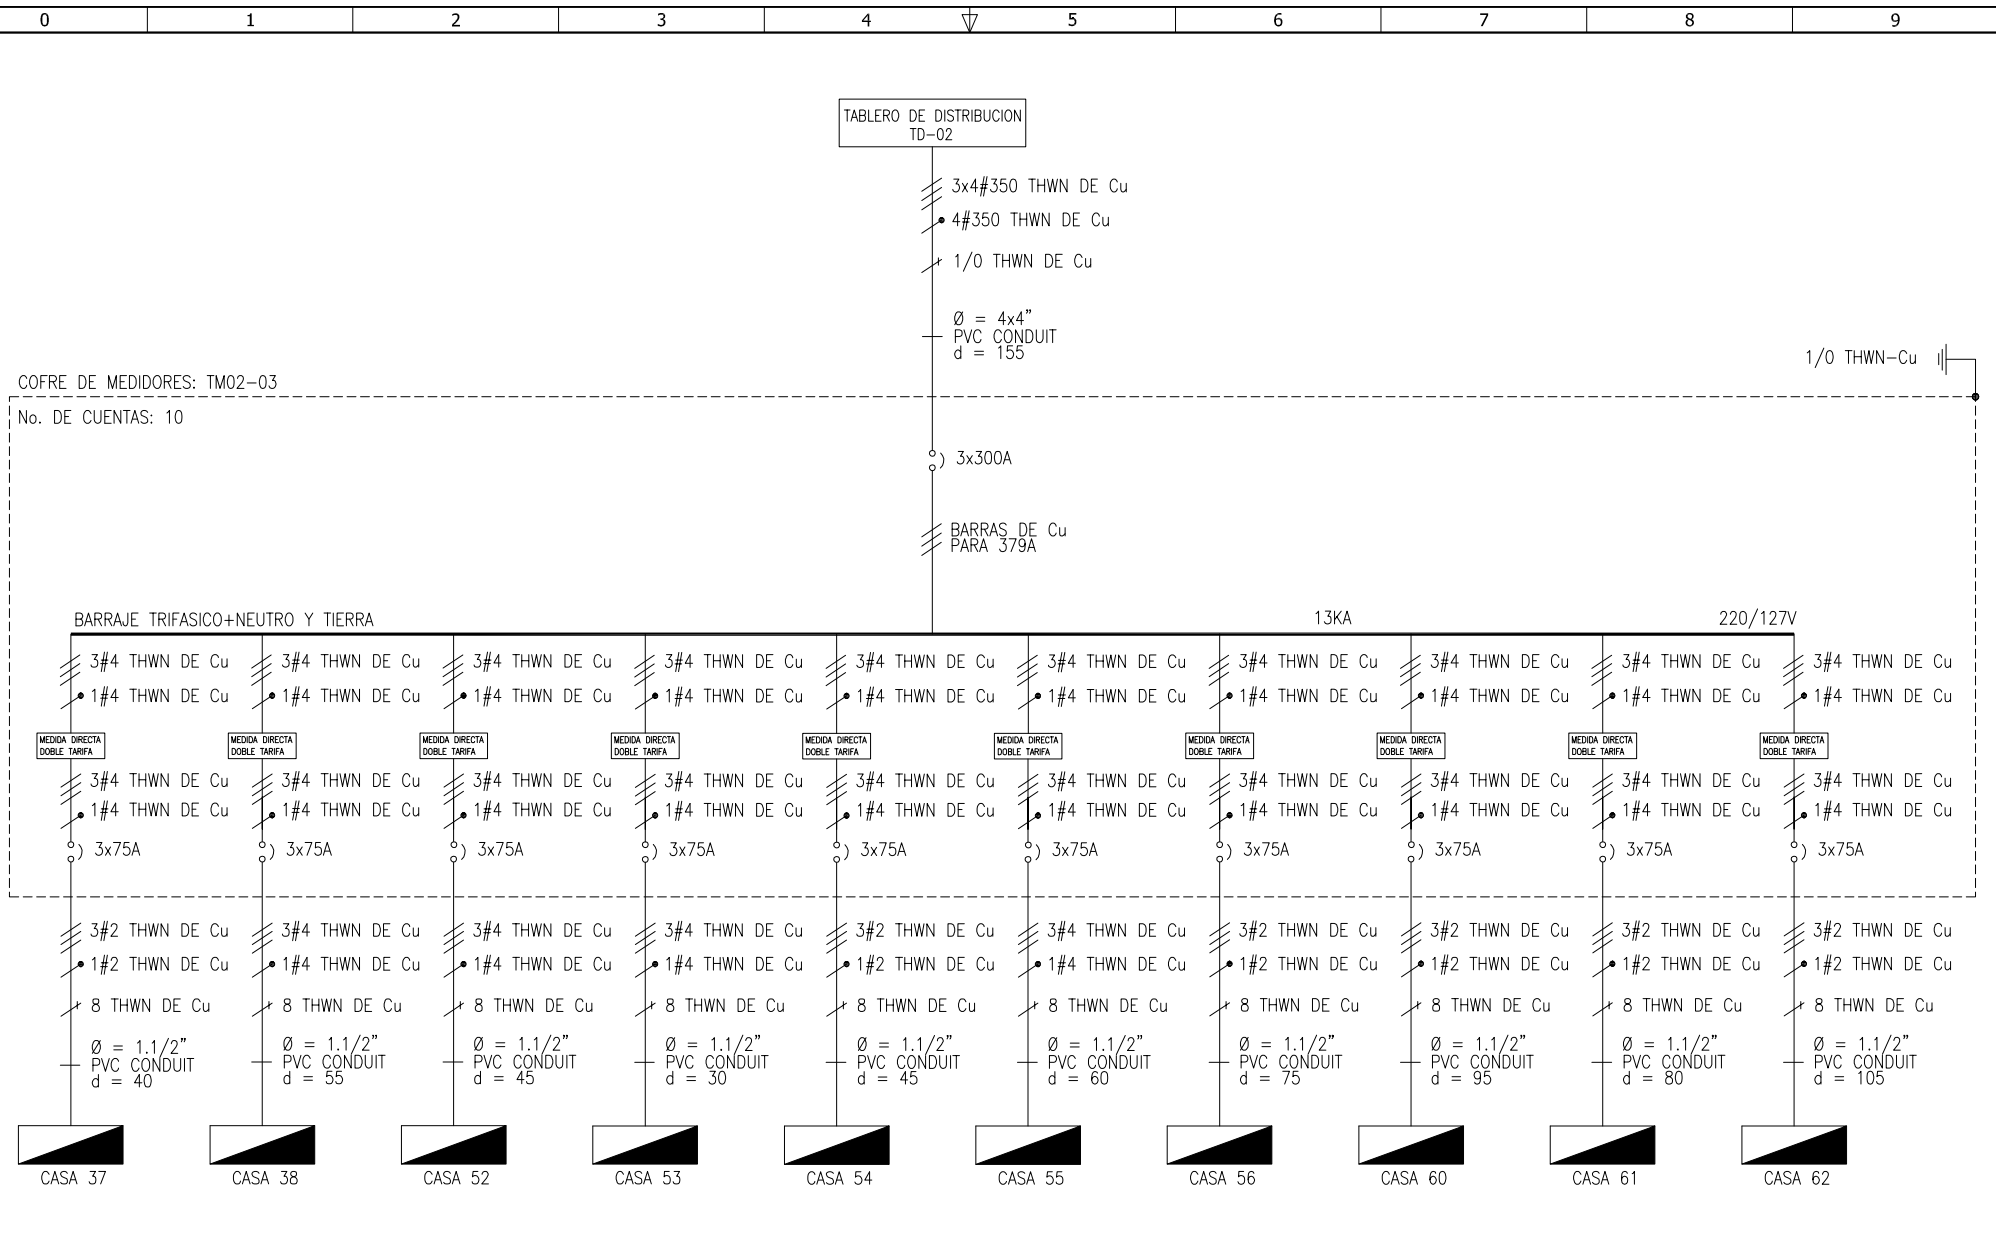 0 1 2 3 4 5 6 7 8 9
TABLERO DE DISTRIBUCION
TD-02
3x4#350 THWN DE Cu
4#350 THWN DE Cu
1/0 THWN DE Cu
Ø = 4x4"
PVC CONDUIT
d = 155
1/0 THWN-Cu
COFRE DE MEDIDORES: TM02-03
No. DE CUENTAS: 10
3x300A
BARRAS DE Cu
PARA 379A
BARRAJE TRIFASICO+NEUTRO Y TIERRA 13KA 220/127V
3#4 THWN DE Cu 3#4 THWN DE Cu 3#4 THWN DE Cu 3#4 THWN DE Cu 3#4 THWN DE Cu 3#4 THWN DE Cu 3#4 THWN DE Cu 3#4 THWN DE Cu 3#4 THWN DE Cu 3#4 THWN DE Cu
1#4 THWN DE Cu 1#4 THWN DE Cu 1#4 THWN DE Cu 1#4 THWN DE Cu 1#4 THWN DE Cu 1#4 THWN DE Cu 1#4 THWN DE Cu 1#4 THWN DE Cu 1#4 THWN DE Cu 1#4 THWN DE Cu
MEDIDA DIRECTA MEDIDA DIRECTA MEDIDA DIRECTA MEDIDA DIRECTA MEDIDA DIRECTA MEDIDA DIRECTA MEDIDA DIRECTA MEDIDA DIRECTA MEDIDA DIRECTA MEDIDA DIRECTA
DOBLE TARIFA DOBLE TARIFA DOBLE TARIFA DOBLE TARIFA DOBLE TARIFA DOBLE TARIFA DOBLE TARIFA DOBLE TARIFA DOBLE TARIFA DOBLE TARIFA
3#4 THWN DE Cu 3#4 THWN DE Cu 3#4 THWN DE Cu 3#4 THWN DE Cu 3#4 THWN DE Cu 3#4 THWN DE Cu 3#4 THWN DE Cu 3#4 THWN DE Cu 3#4 THWN DE Cu 3#4 THWN DE Cu
1#4 THWN DE Cu 1#4 THWN DE Cu 1#4 THWN DE Cu 1#4 THWN DE Cu 1#4 THWN DE Cu 1#4 THWN DE Cu 1#4 THWN DE Cu 1#4 THWN DE Cu 1#4 THWN DE Cu 1#4 THWN DE Cu
3x75A 3x75A 3x75A 3x75A 3x75A 3x75A 3x75A 3x75A 3x75A 3x75A
3#2 THWN DE Cu 3#4 THWN DE Cu 3#4 THWN DE Cu 3#4 THWN DE Cu 3#2 THWN DE Cu 3#4 THWN DE Cu 3#2 THWN DE Cu 3#2 THWN DE Cu 3#2 THWN DE Cu 3#2 THWN DE Cu
1#2 THWN DE Cu 1#4 THWN DE Cu 1#4 THWN DE Cu 1#4 THWN DE Cu 1#2 THWN DE Cu 1#4 THWN DE Cu 1#2 THWN DE Cu 1#2 THWN DE Cu 1#2 THWN DE Cu 1#2 THWN DE Cu
8 THWN DE Cu 8 THWN DE Cu 8 THWN DE Cu 8 THWN DE Cu 8 THWN DE Cu 8 THWN DE Cu 8 THWN DE Cu 8 THWN DE Cu 8 THWN DE Cu 8 THWN DE Cu
Ø = 1.1/2" Ø = 1.1/2" Ø = 1.1/2" Ø = 1.1/2" Ø = 1.1/2" Ø = 1.1/2" Ø = 1.1/2" Ø = 1.1/2" Ø = 1.1/2" Ø = 1.1/2"
PVC CONDUIT PVC CONDUIT PVC CONDUIT PVC CONDUIT PVC CONDUIT PVC CONDUIT PVC CONDUIT PVC CONDUIT PVC CONDUIT PVC CONDUIT
d = 40 d = 55 d = 45 d = 30 d = 45 d = 60 d = 75 d = 95 d = 80 d = 105
CASA 37 CASA 38 CASA 52 CASA 53 CASA 54 CASA 55 CASA 56 CASA 60 CASA 61 CASA 62